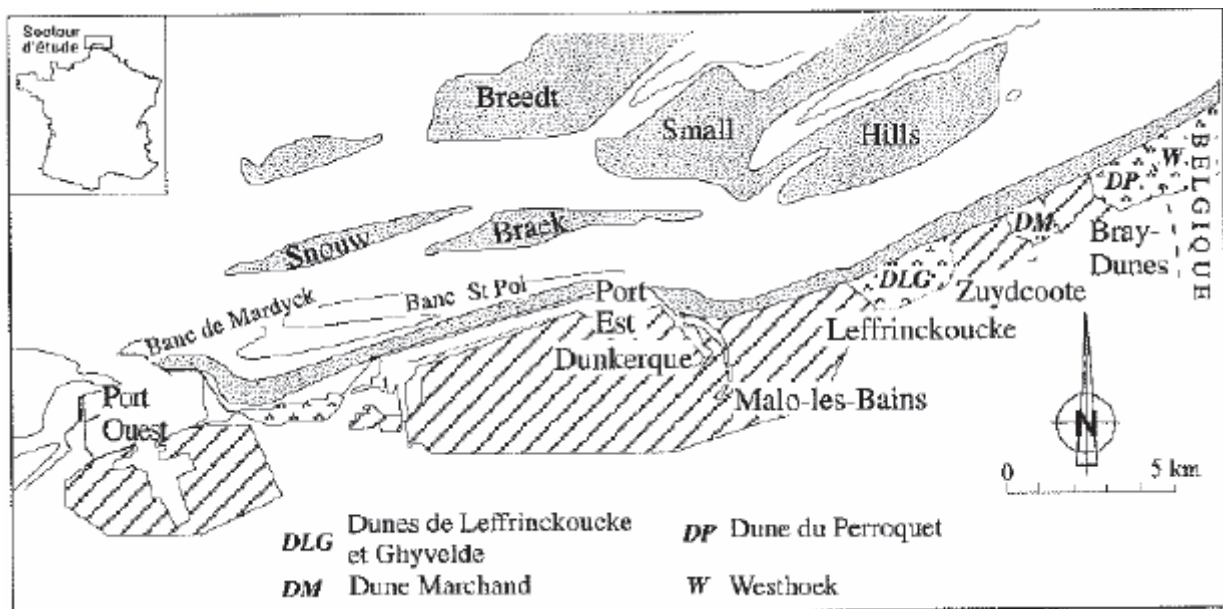 Secteur
d'étude
Breedt
Small
Hills
Snouw
Braek
Banc de Mardyck
Banc St Pol
Port
Est
Dunkerque
Malo-les-Bains
Port
Ouest
Leffrinckoucke
Zuydcoote
Bray-
Dunes
BELGIQUE
DLG
DM
DP
W
N
0 5 km
DLG Dunes de Leffrinckoucke
et Ghyvelde
DM Dune Marchand
DP Dune du Perroquet
W Westhoek